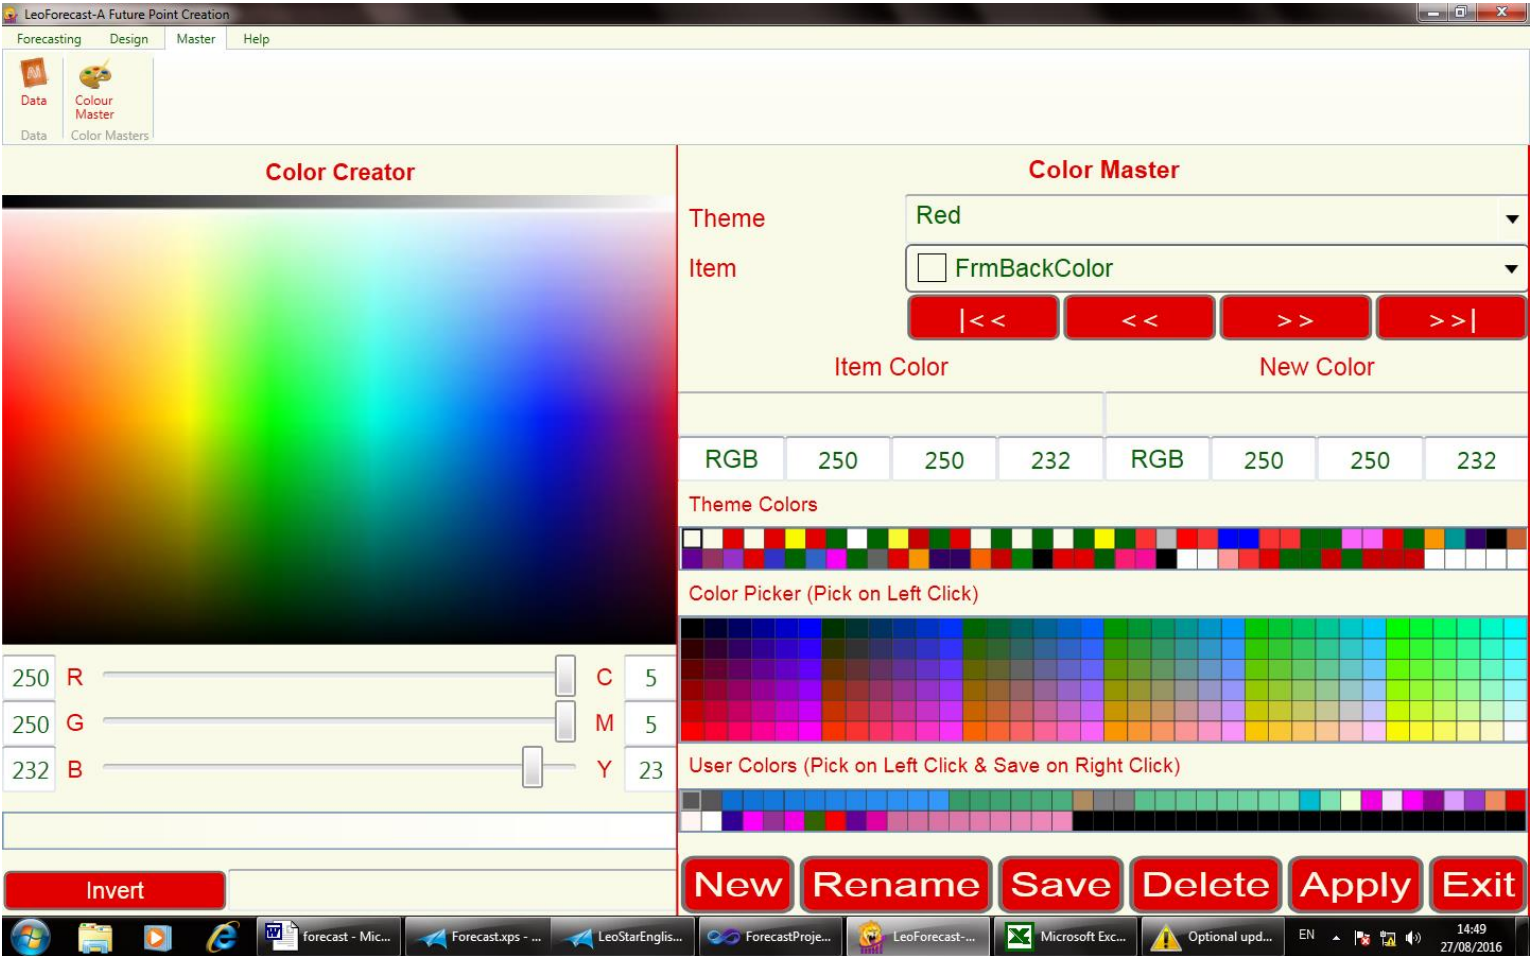 LeoForecast-A Future Point Creation
Forecasting Design Master Help
Data
Colour
Master
Data Color Masters
Color Creator
Color Master
Theme Red
Item FrmBackColor
|<< << >> >>|
Item Color New Color
RGB 250 250 232 RGB 250 250 232
Theme Colors
Color Picker (Pick on Left Click)
250 R C 5
250 G M 5
232 B Y 23
User Colors (Pick on Left Click & Save on Right Click)
Invert
New Rename Save Delete Apply Exit
forecast - Mic... Forecast.xps - ... LeoStarEnglis... ForecastProje... LeoForecast-... Microsoft Exc... Optional upd... EN 14:49
27/08/2016